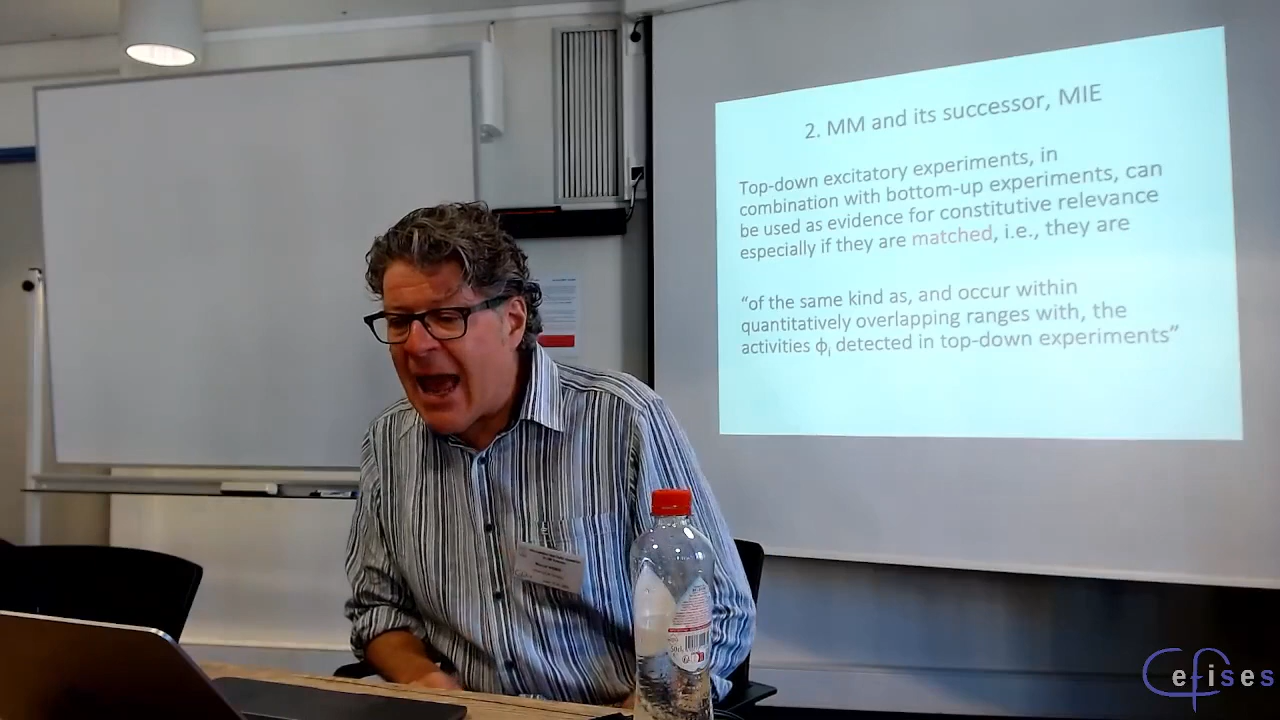 2. MM and its successor, MIE
Top-down excitatory experiments, in
combination with bottom-up experiments, can
be used as evidence for constitutive relevance
especially if they are matched, i.e., they are
“of the same kind as, and occur within
quantitatively overlapping ranges with, the
activities ϕi detected in top-down experiments”
Cefises